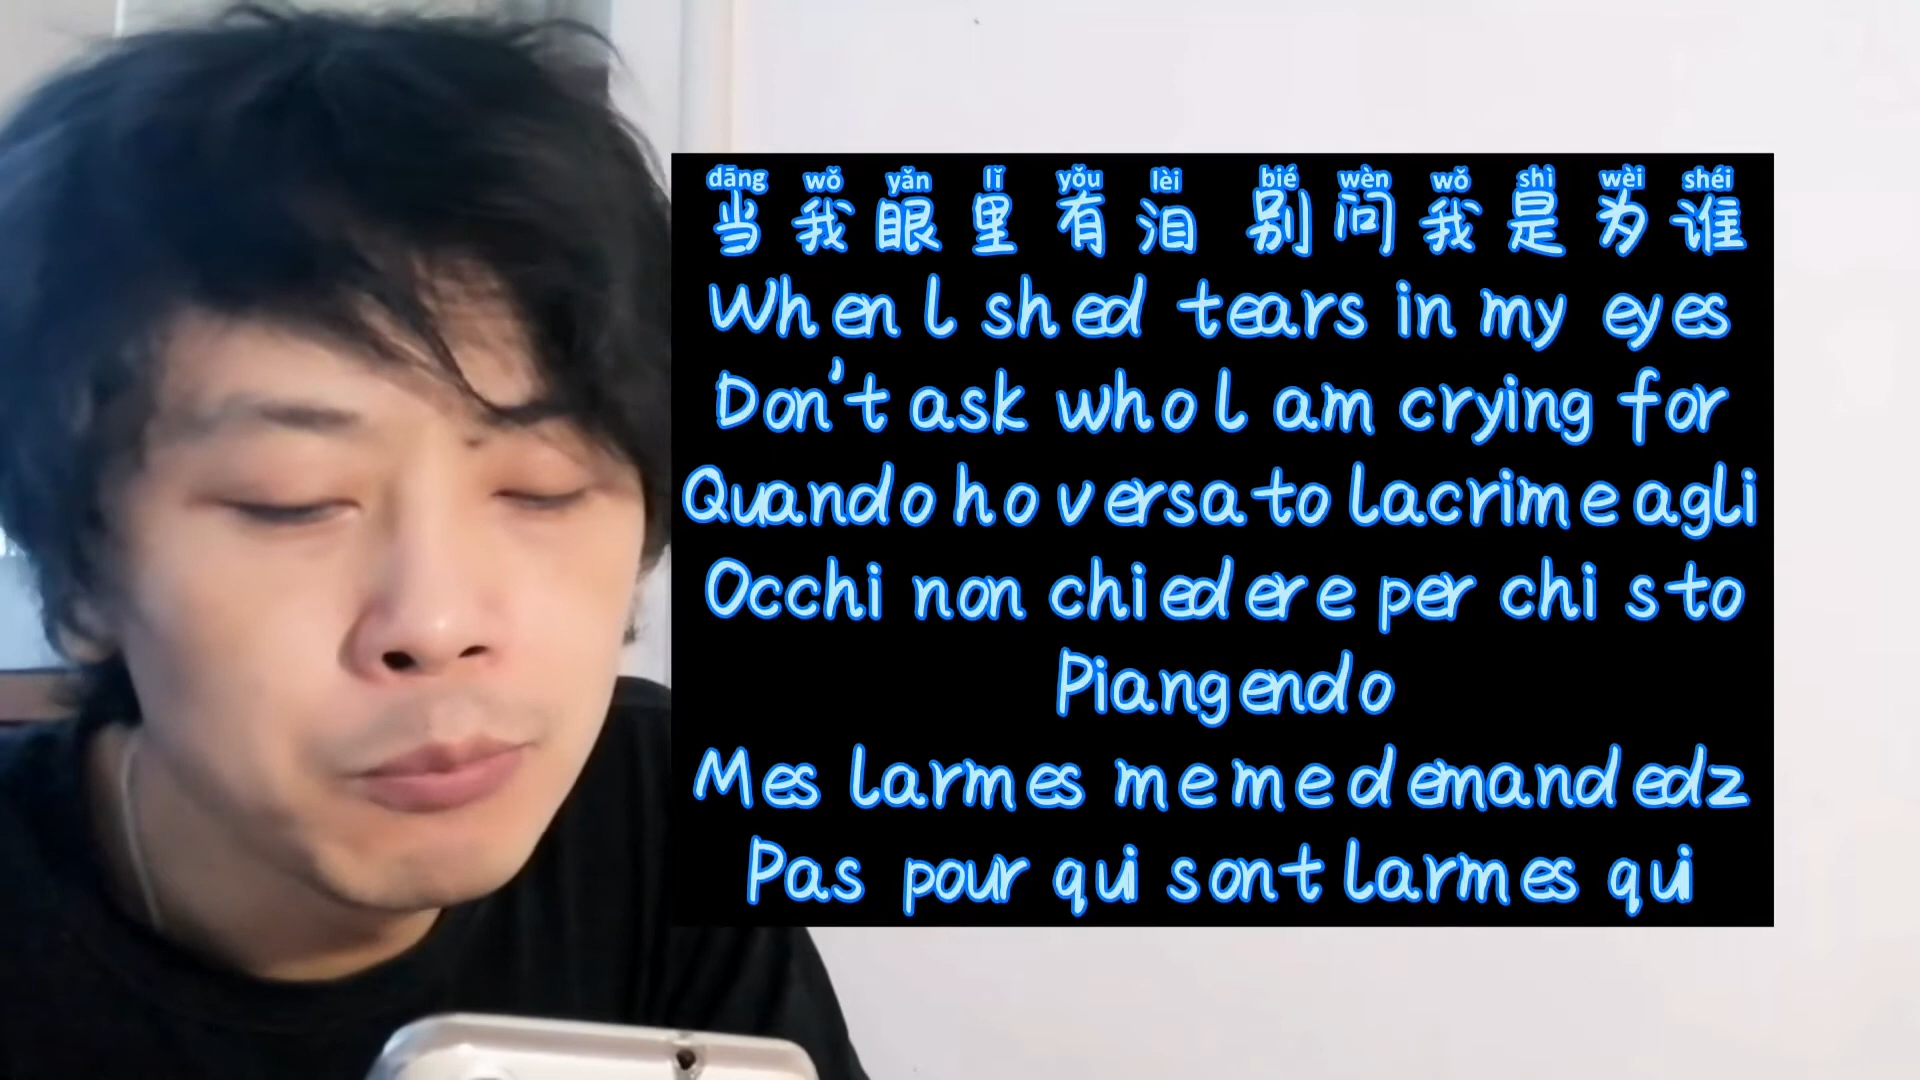 dāng wǒ yǎn lǐ yǒu lèi bié wèn wǒ shì wèi shéi
当我眼里有泪 别问我是为谁
When l shed tears in my eyes
Don't ask who l am crying for
Quando ho versato lacrime agli
Occhi non chiedere per chi sto
Piangendo
Mes larmes me me demandedz
Pas pour qui sont larmes qui